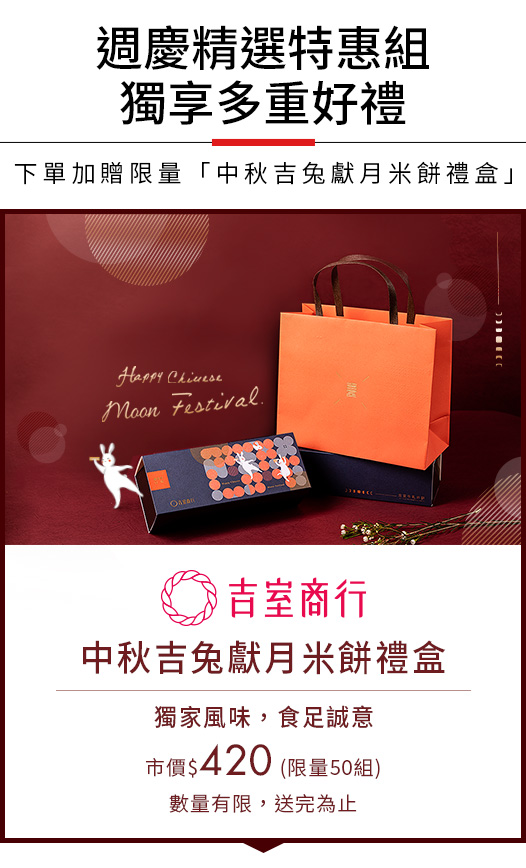 週慶精選特惠組
獨享多重好禮
下單加贈限量「中秋吉兔獻月米餅禮盒」
Happy Chinese
Moon Festival.
吉室商行
中秋吉兔獻月米餅禮盒
獨家風味，食足誠意
市價$420 (限量50組)
數量有限，送完為止